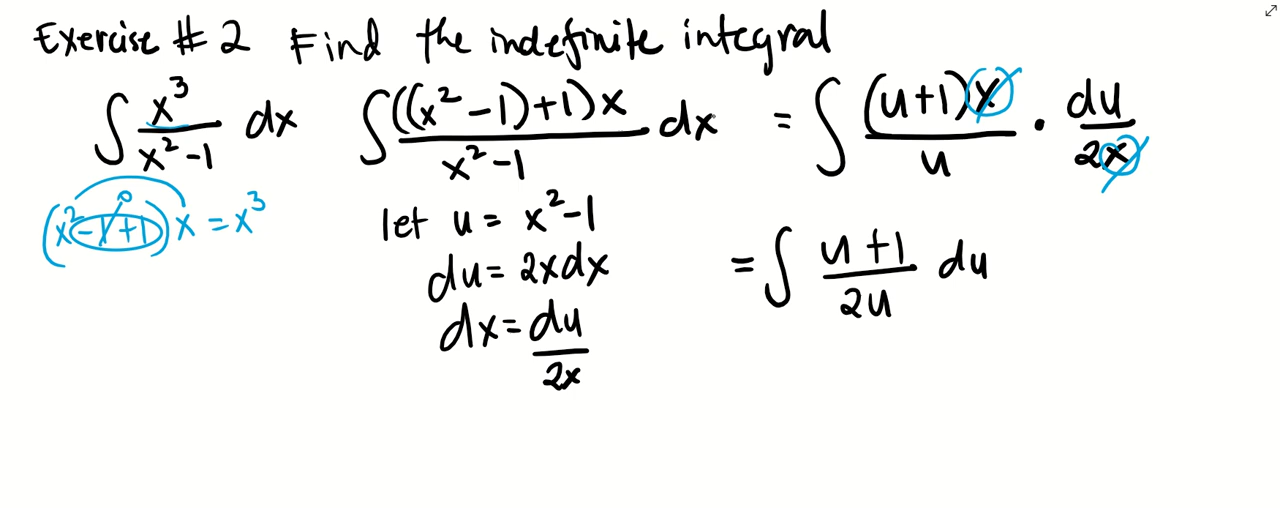 Exercise # 2 Find the indefinite integral
∫ x³/(x²-1) dx ∫ ((x²-1)+1)x/(x²-1) dx = ∫ (u+1)x/u · du/2x
(x²-1+1)x = x³ 0
let u = x²-1
du = 2xdx
dx = du/2x
= ∫ (u+1)/2u du